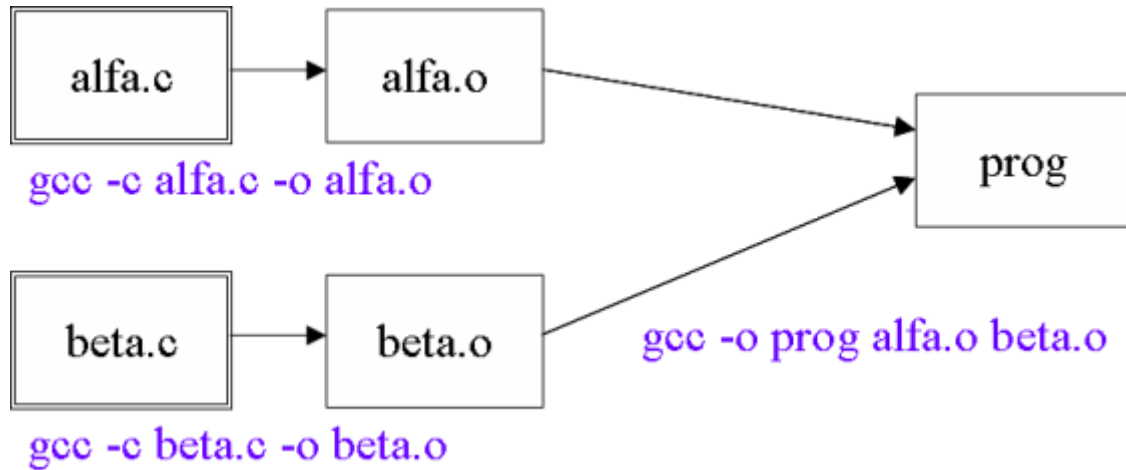 alfa.c
alfa.o
prog
gcc -c alfa.c -o alfa.o
beta.c
beta.o
gcc -o prog alfa.o beta.o
gcc -c beta.c -o beta.o